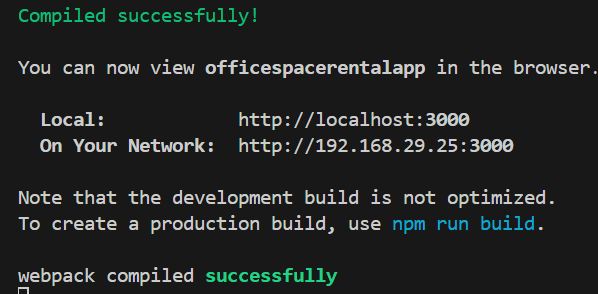 Compiled successfully!
You can now view officespacerentalapp in the browser.
Local: http://localhost:3000
On Your Network: http://192.168.29.25:3000
Note that the development build is not optimized.
To create a production build, use npm run build.
webpack compiled successfully